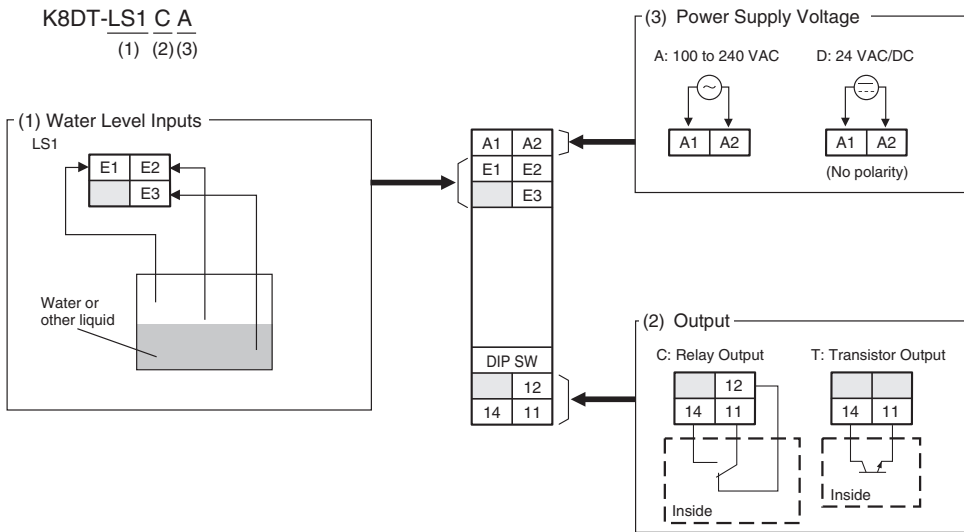 K8DT-LS1 C A
(1) (2) (3)
(1) Water Level Inputs
LS1
E1 E2
E3
Water or
other liquid
A1 A2
E1 E2
E3
DIP SW
12
14 11
(3) Power Supply Voltage
A: 100 to 240 VAC
D: 24 VAC/DC
A1 A2
A1 A2
(No polarity)
(2) Output
C: Relay Output
T: Transistor Output
12
14 11
14 11
Inside
Inside